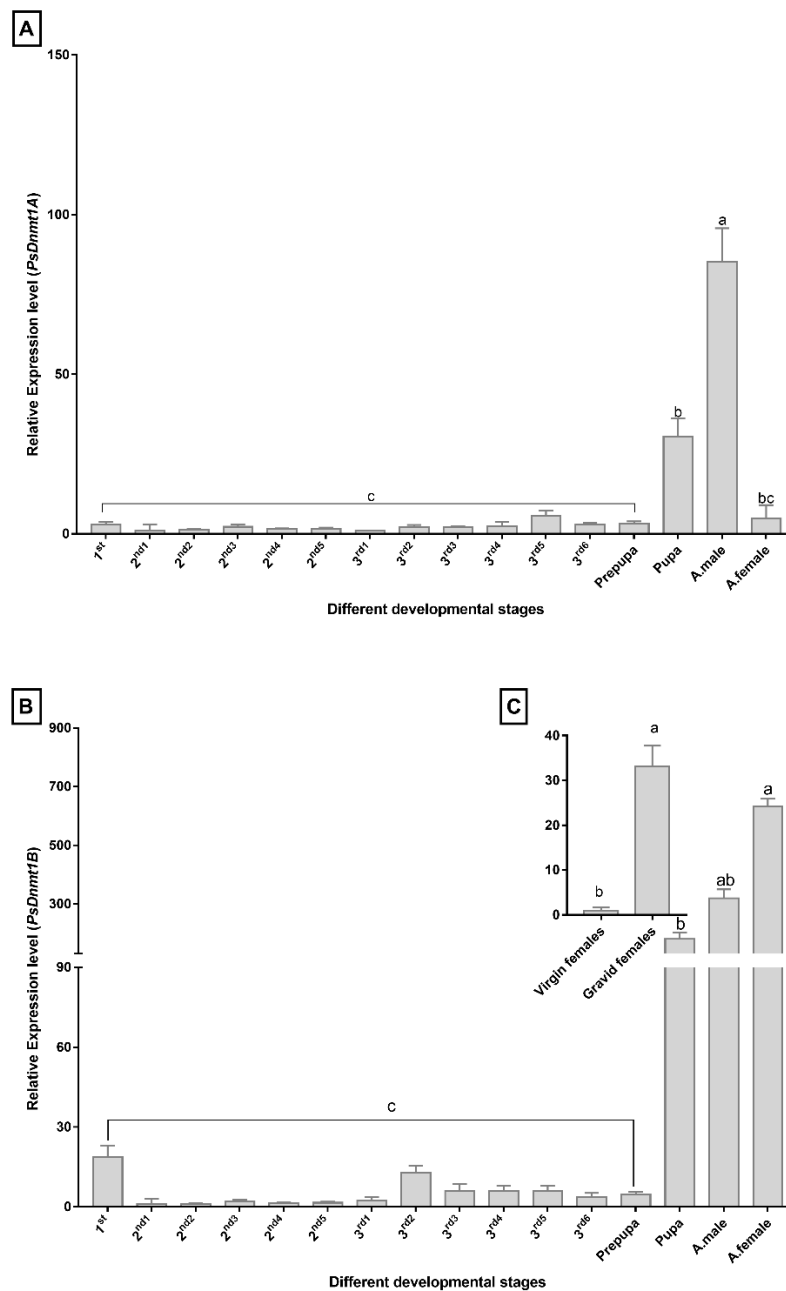 A
Relative Expression level (PsDnmt1A)
150
100
50
0
a
b
bc
c
1st
2nd1
2nd2
2nd3
2nd4
2nd5
3rd1
3rd2
3rd3
3rd4
3rd5
3rd6
Prepupa
Pupa
A.male
A.female
Different developmental stages
B
Relative Expression level (PsDnmt1B)
900
700
500
300
90
60
30
0
c
b
ab
a
1st
2nd1
2nd2
2nd3
2nd4
2nd5
3rd1
3rd2
3rd3
3rd4
3rd5
3rd6
Prepupa
Pupa
A.male
A.female
Different developmental stages
C
40
30
20
10
0
b
a
Virgin females
Gravid females